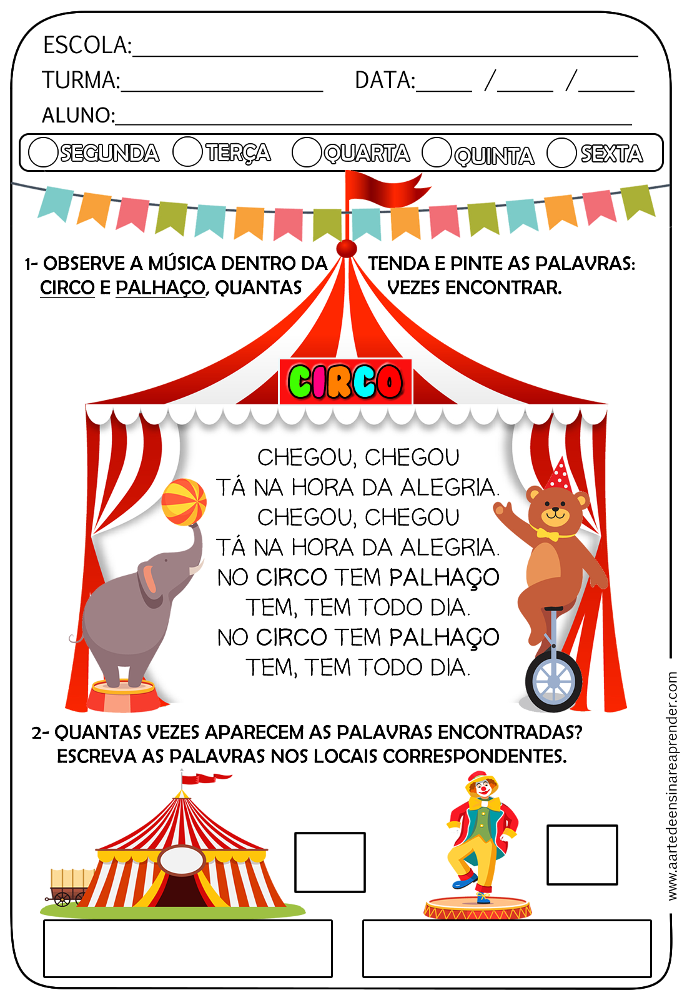 ESCOLA:
TURMA: DATA: / /
ALUNO:
SEGUNDA TERÇA QUARTA QUINTA SEXTA
1- OBSERVE A MÚSICA DENTRO DA TENDA E PINTE AS PALAVRAS:
CIRCO E PALHAÇO, QUANTAS VEZES ENCONTRAR.
CIRCO
CHEGOU, CHEGOU
TÁ NA HORA DA ALEGRIA.
CHEGOU, CHEGOU
TÁ NA HORA DA ALEGRIA.
NO CIRCO TEM PALHAÇO
TEM, TEM TODO DIA.
NO CIRCO TEM PALHAÇO
TEM, TEM TODO DIA.
2- QUANTAS VEZES APARECEM AS PALAVRAS ENCONTRADAS?
ESCREVA AS PALAVRAS NOS LOCAIS CORRESPONDENTES.
www.aartedeensinareaprender.com